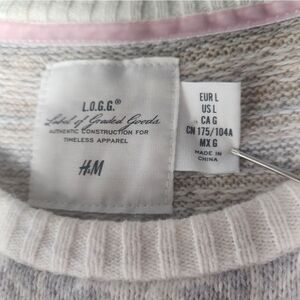 L.O.G.G.®
Label of Graded Goods
AUTHENTIC CONSTRUCTION FOR
TIMELESS APPAREL
H&M
EUR L
US L
CA G
CN 175/104A
MX G
MADE IN
CHINA